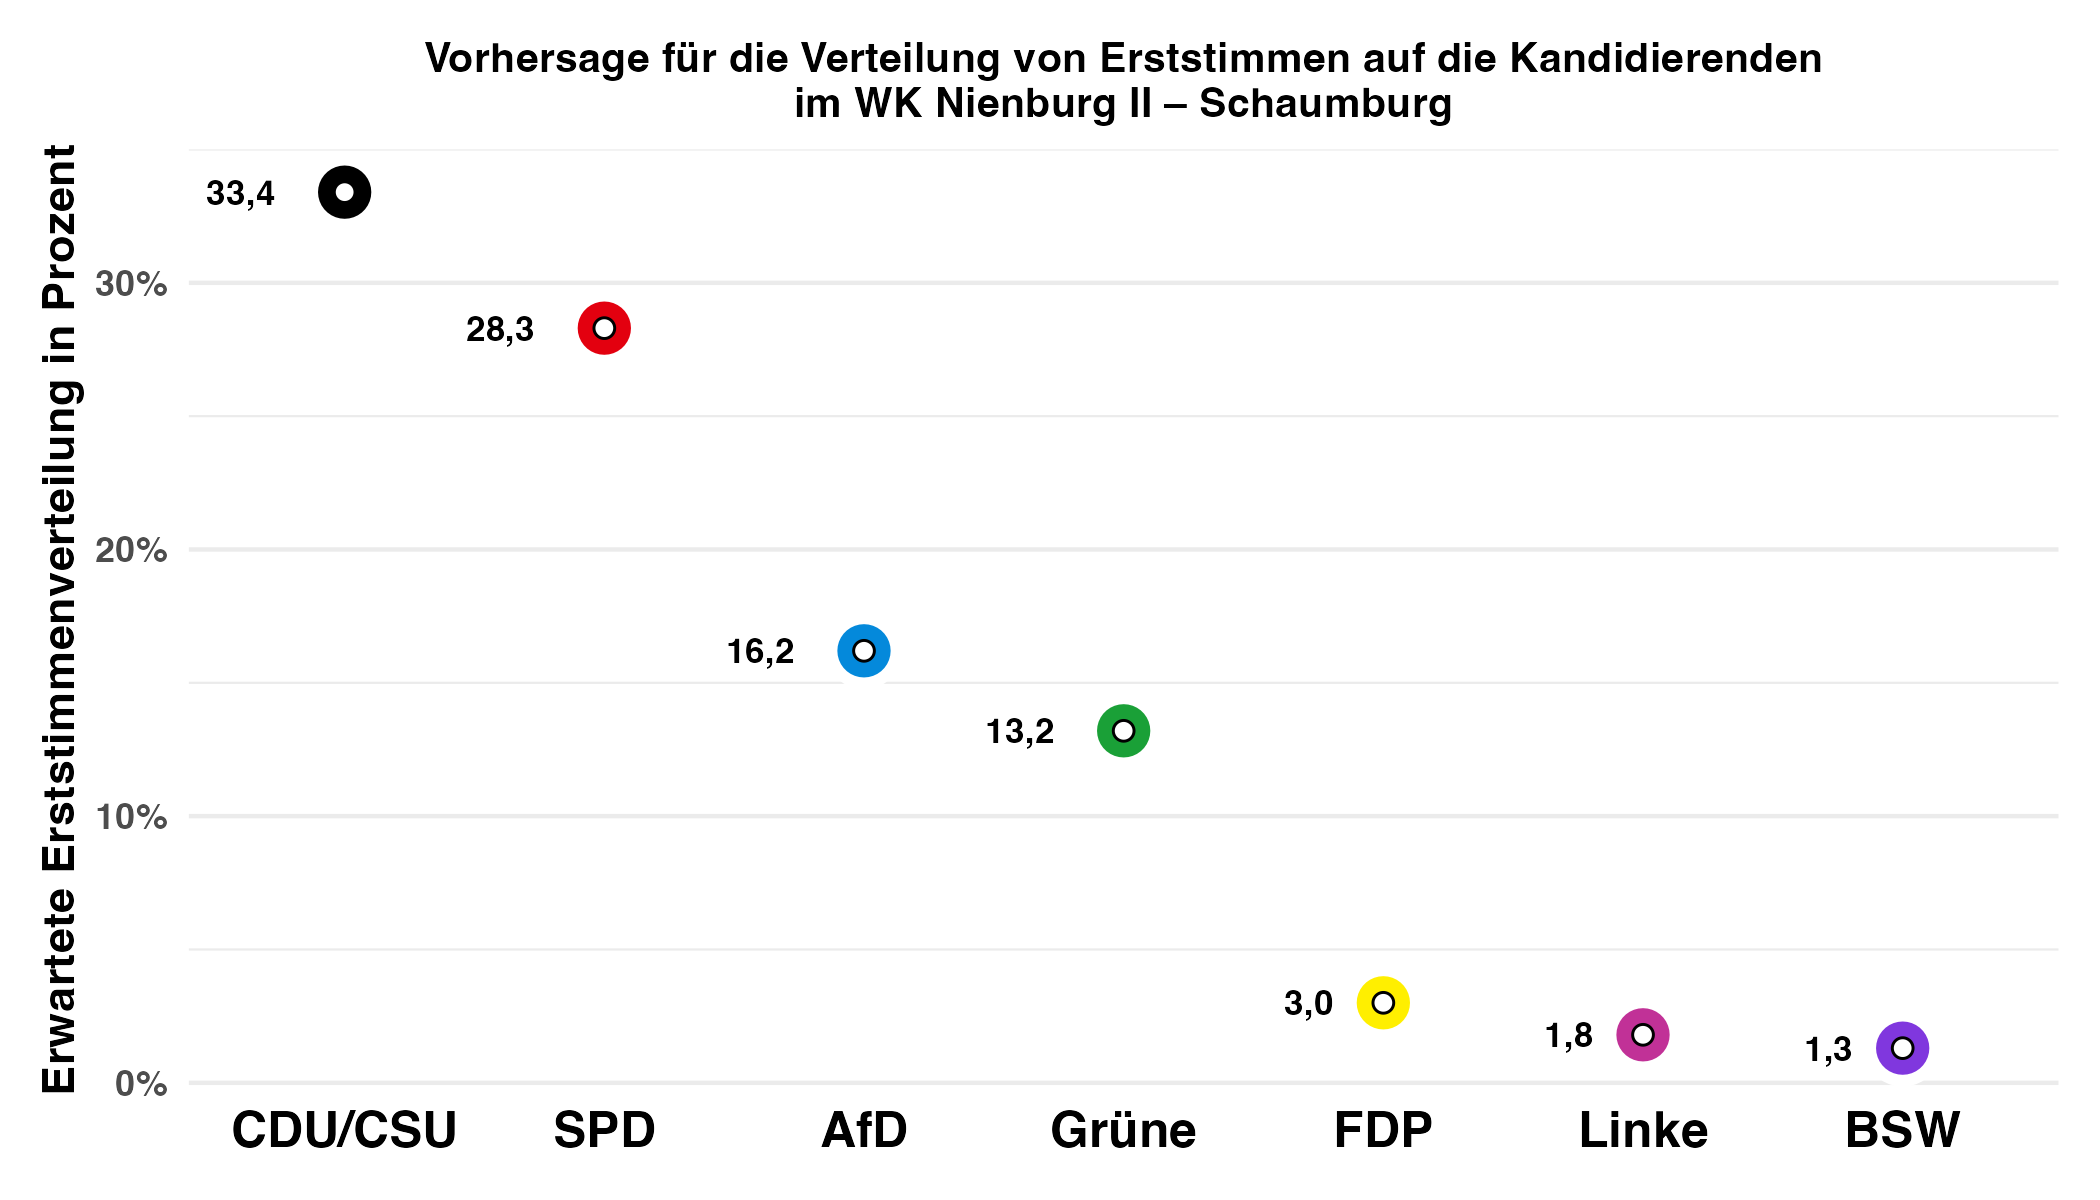 Vorhersage für die Verteilung von Erststimmen auf die Kandidierenden
im WK Nienburg II – Schaumburg
Erwartete Erststimmenverteilung in Prozent
33,4
30%
28,3
20%
16,2
13,2
10%
3,0
1,8
1,3
0%
CDU/CSU SPD AfD Grüne FDP Linke BSW